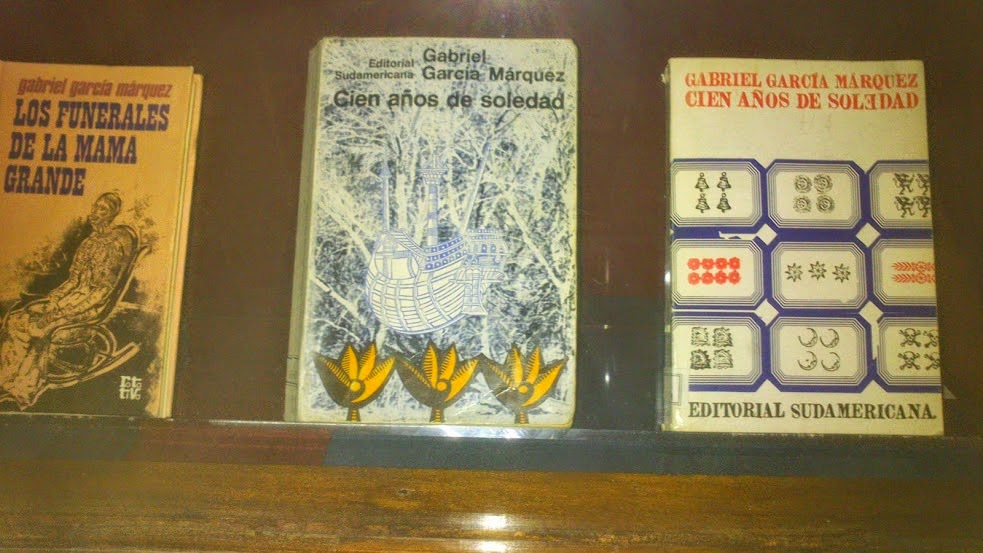 gabriel garcía márquez
LOS FUNERALES
DE LA MAMA
GRANDE
Editorial
Sudamericana
Gabriel
García Márquez
Cien años de soledad
GABRIEL GARCÍA MÁRQUEZ
CIEN AÑOS DE SOLƎDAD
EDITORIAL SUDAMERICANA